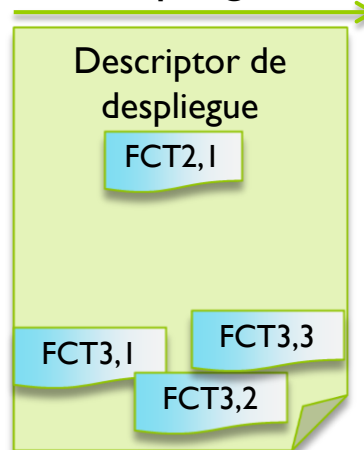 Descriptor de
despliegue
FCT2,1
FCT3,3
FCT3,1
FCT3,2